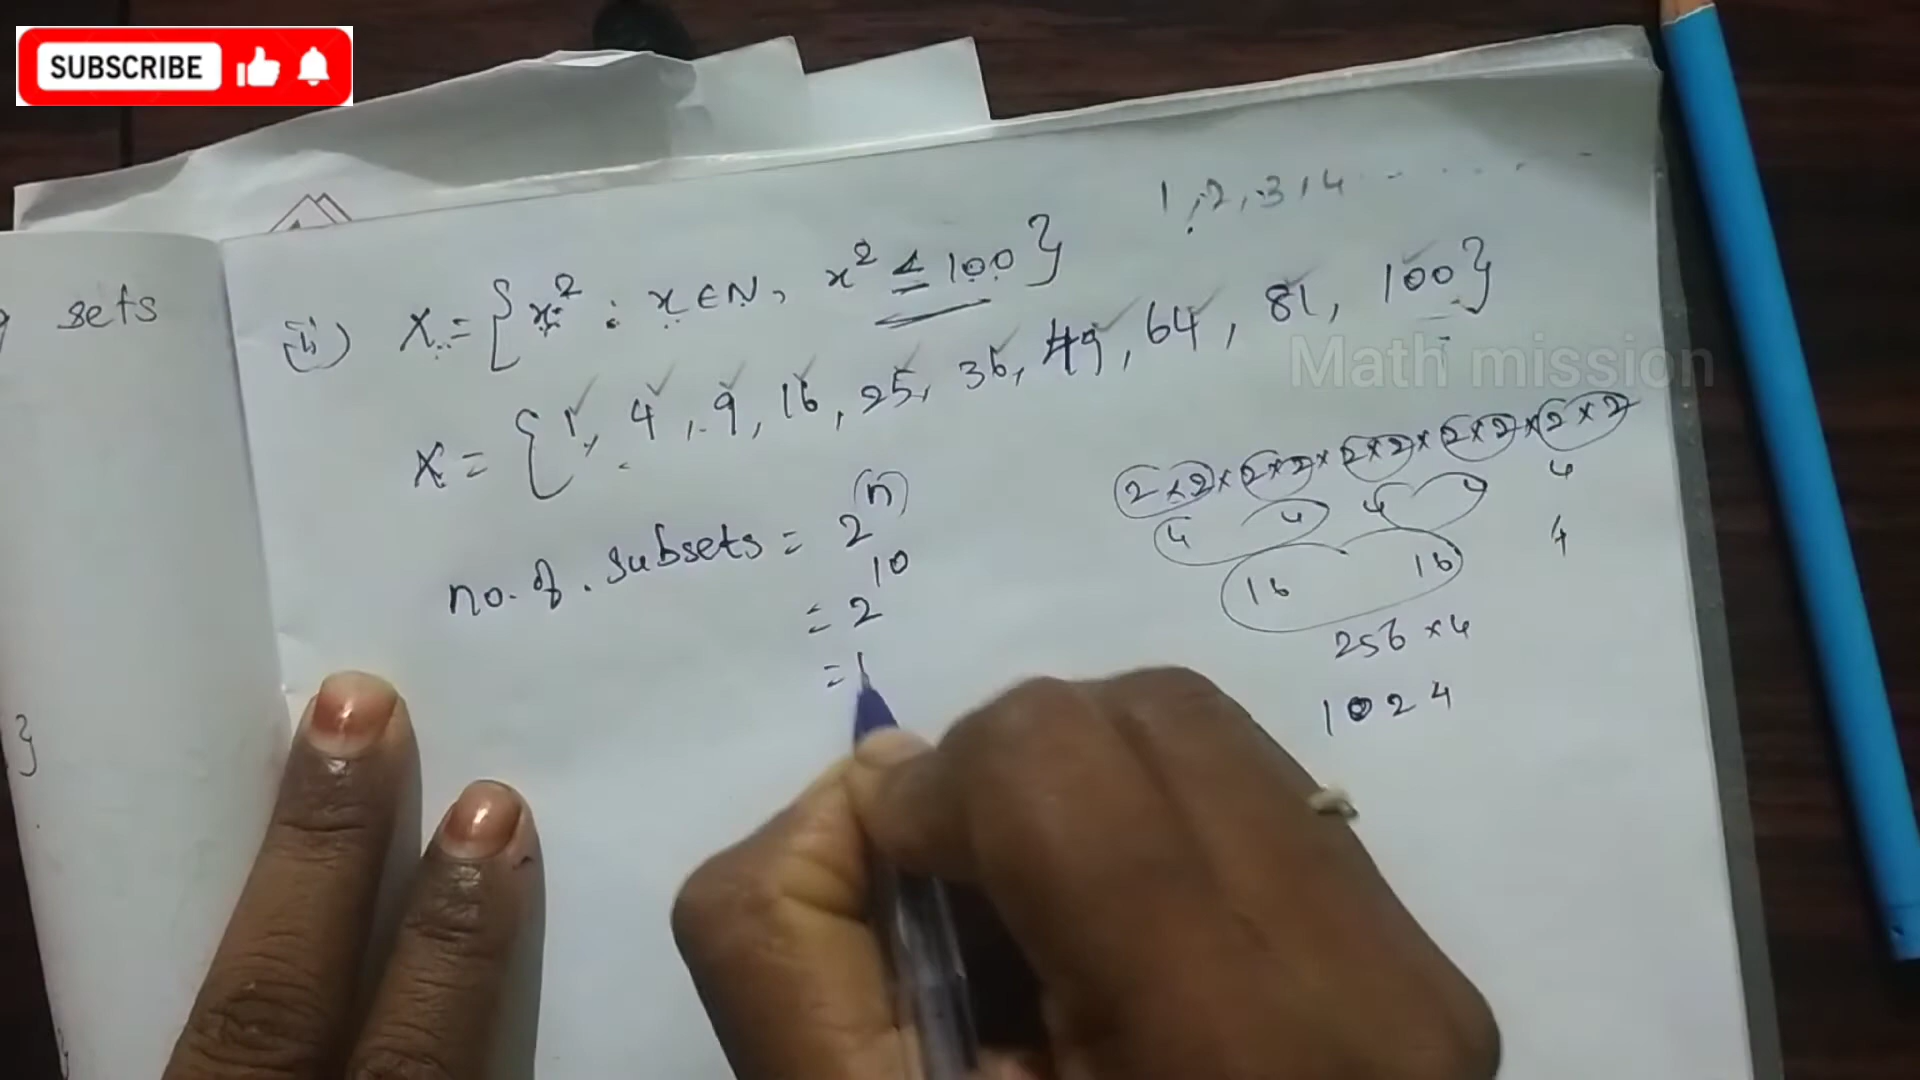 SUBSCRIBE
sets
1, 2, 3, 4 - - . . . -
(ii) X = {x² : x ∈ N, x² ≤ 100}
X = {1, 4, 9, 16, 25, 36, 49, 64, 81, 100}
Math mission
2 × 2 × 2 × 2 × 2 × 2 × 2 × 2 × 2 × 2
4 4 4 4 4
no. of. subsets = 2ⁿ
16 16 4
= 2¹⁰
256 × 4
= 1
1024
}